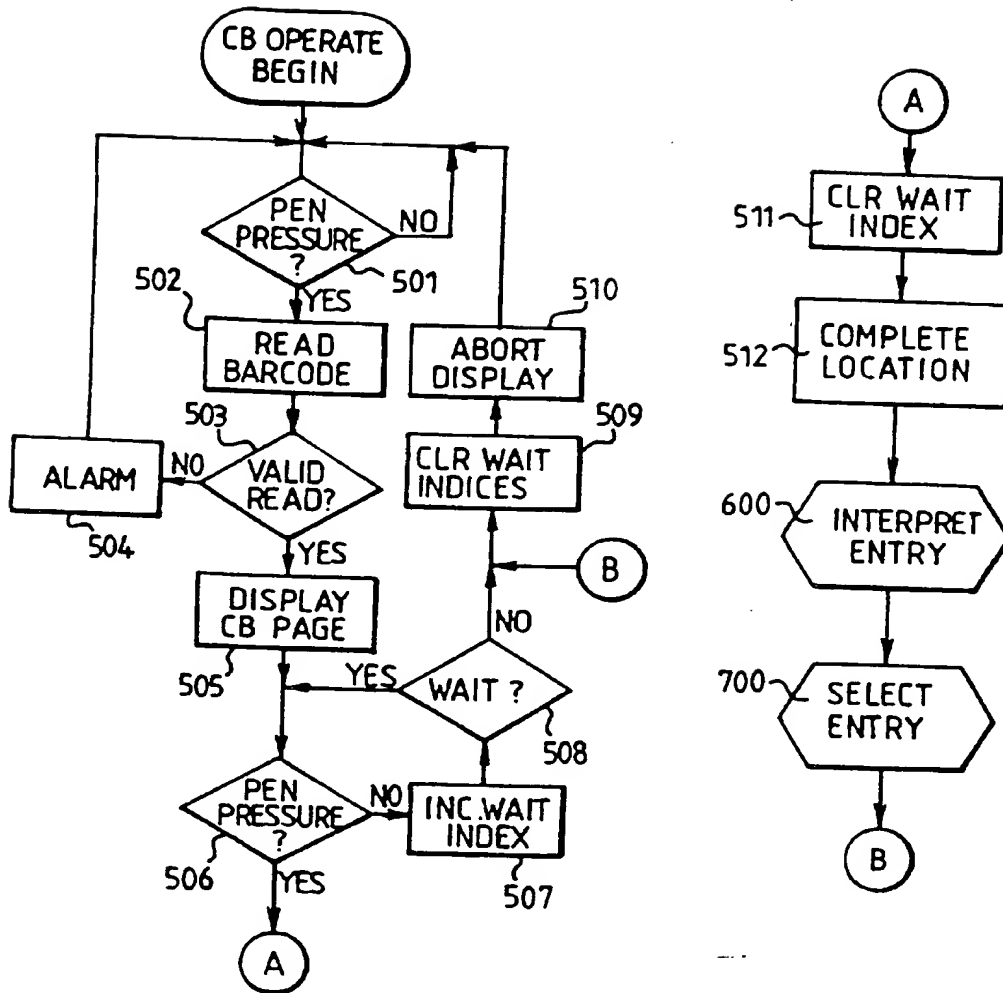 CB OPERATE
BEGIN
PEN
PRESSURE
?
NO
501
YES
502
READ
BARCODE
503
VALID
READ?
NO
ALARM
504
YES
DISPLAY
CB PAGE
505
PEN
PRESSURE
?
506
NO
YES
A
INC.WAIT
INDEX
507
WAIT ?
508
YES
NO
B
CLR WAIT
INDICES
509
ABORT
DISPLAY
510
A
CLR WAIT
INDEX
511
COMPLETE
LOCATION
512
INTERPRET
ENTRY
600
SELECT
ENTRY
700
B